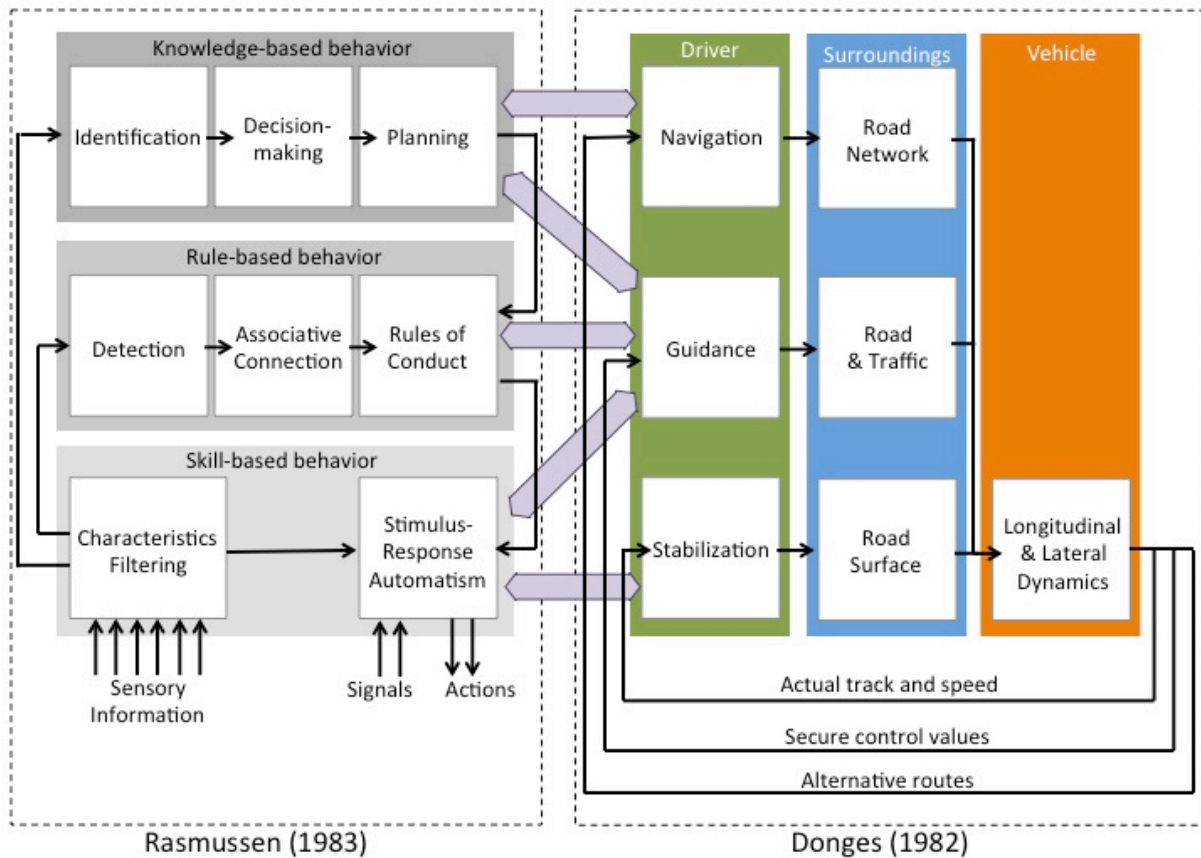 Knowledge-based behavior
Identification
Decision-
making
Planning
Rule-based behavior
Detection
Associative
Connection
Rules of
Conduct
Skill-based behavior
Characteristics
Filtering
Stimulus-
Response
Automatism
Sensory
Information
Signals
Actions
Rasmussen (1983)
Driver
Surroundings
Vehicle
Navigation
Road
Network
Guidance
Road
& Traffic
Stabilization
Road
Surface
Longitudinal
& Lateral
Dynamics
Actual track and speed
Secure control values
Alternative routes
Donges (1982)